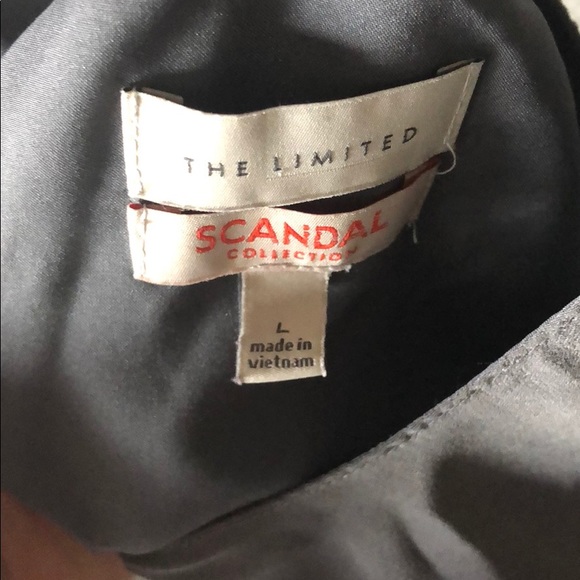 THE LIMITED
SCANDAL
COLLECTION
L
made in
vietnam